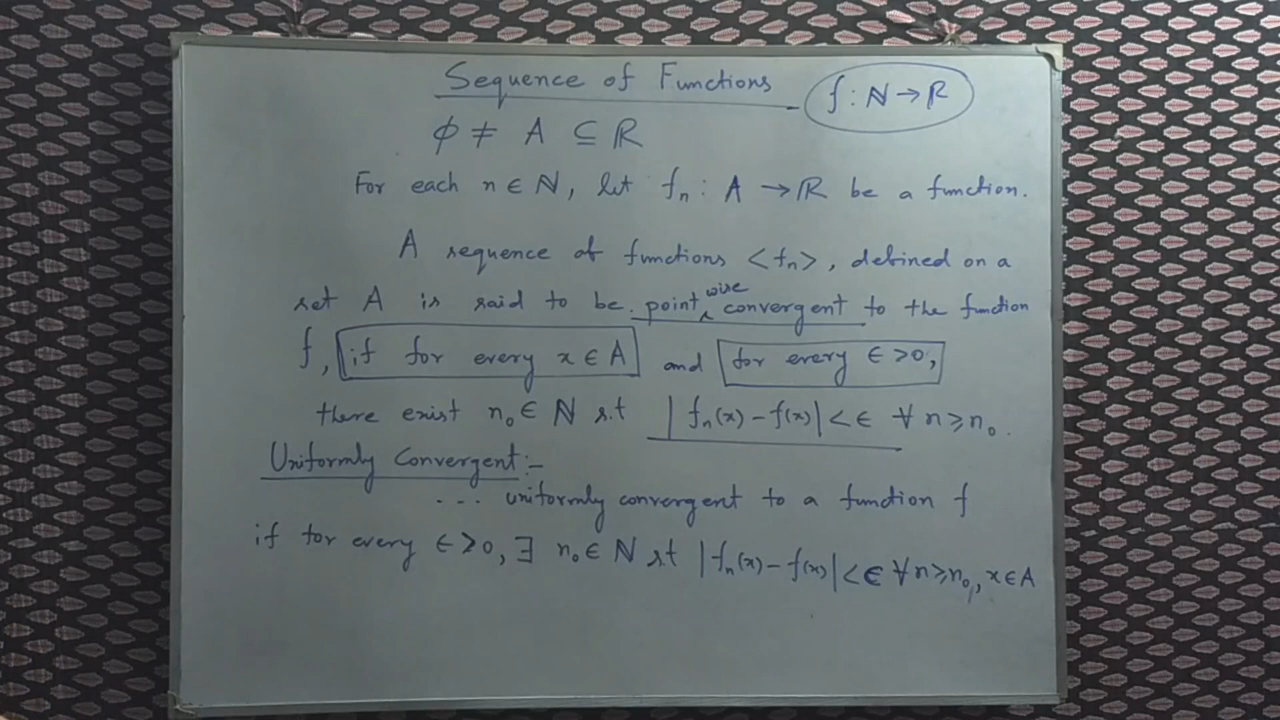 Sequence of Functions f : ℕ → ℝ
ϕ ≠ A ⊆ ℝ
For each n ∈ ℕ, let fₙ : A → ℝ be a function.
A sequence of functions <fₙ>, defined on a
set A is said to be pointwise convergent to the function
f, if for every x ∈ A and for every ϵ > 0,
there exist n₀ ∈ ℕ s.t |fₙ(x) - f(x)| < ϵ ∀ n ≥ n₀.
Uniformly Convergent :-
... uniformly convergent to a function f
if for every ϵ > 0, ∃ n₀ ∈ ℕ st |fₙ(x) - f(x)| < ϵ ∀ n ≥ n₀, x ∈ A